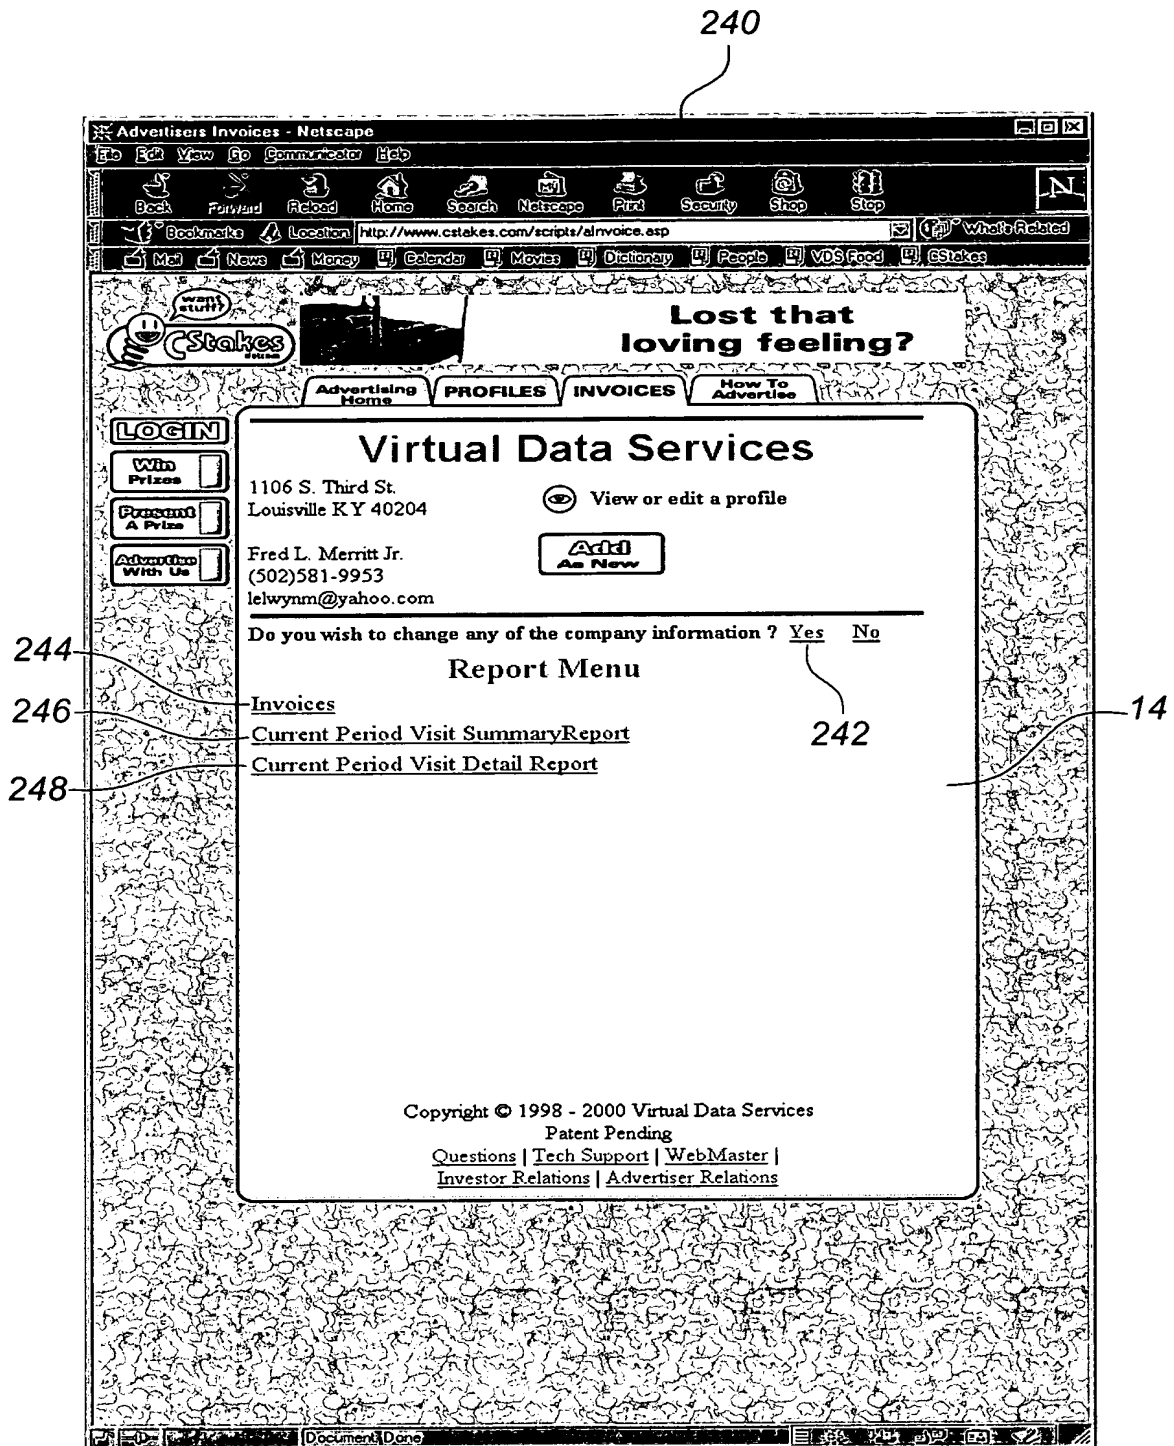 240
Advertisers Invoices - Netscape
File Edit View Go Communicator Help
Back Forward Reload Home Search Netscape Print Security Shop Stop
N
Bookmarks Location http://www.cstakes.com/scripts/aInvoice.asp What's Related
Mail News Money Calendar Movies Dictionary People VDS Food CStakes
want
stuff?
CStakes
dotcom
Lost that
loving feeling?
Advertising
Home
PROFILES
INVOICES
How To
Advertise
LOGIN
Win
Prizes
Present
A Prize
Advertise
With Us
Virtual Data Services
1106 S. Third St.
Louisville KY 40204
View or edit a profile
Fred L. Merritt Jr.
(502)581-9953
lelwynm@yahoo.com
Add
As New
Do you wish to change any of the company information ? Yes No
244
Report Menu
Invoices
246
Current Period Visit SummaryReport
242
14
248
Current Period Visit Detail Report
Copyright © 1998 - 2000 Virtual Data Services
Patent Pending
Questions | Tech Support | WebMaster |
Investor Relations | Advertiser Relations
Document: Done